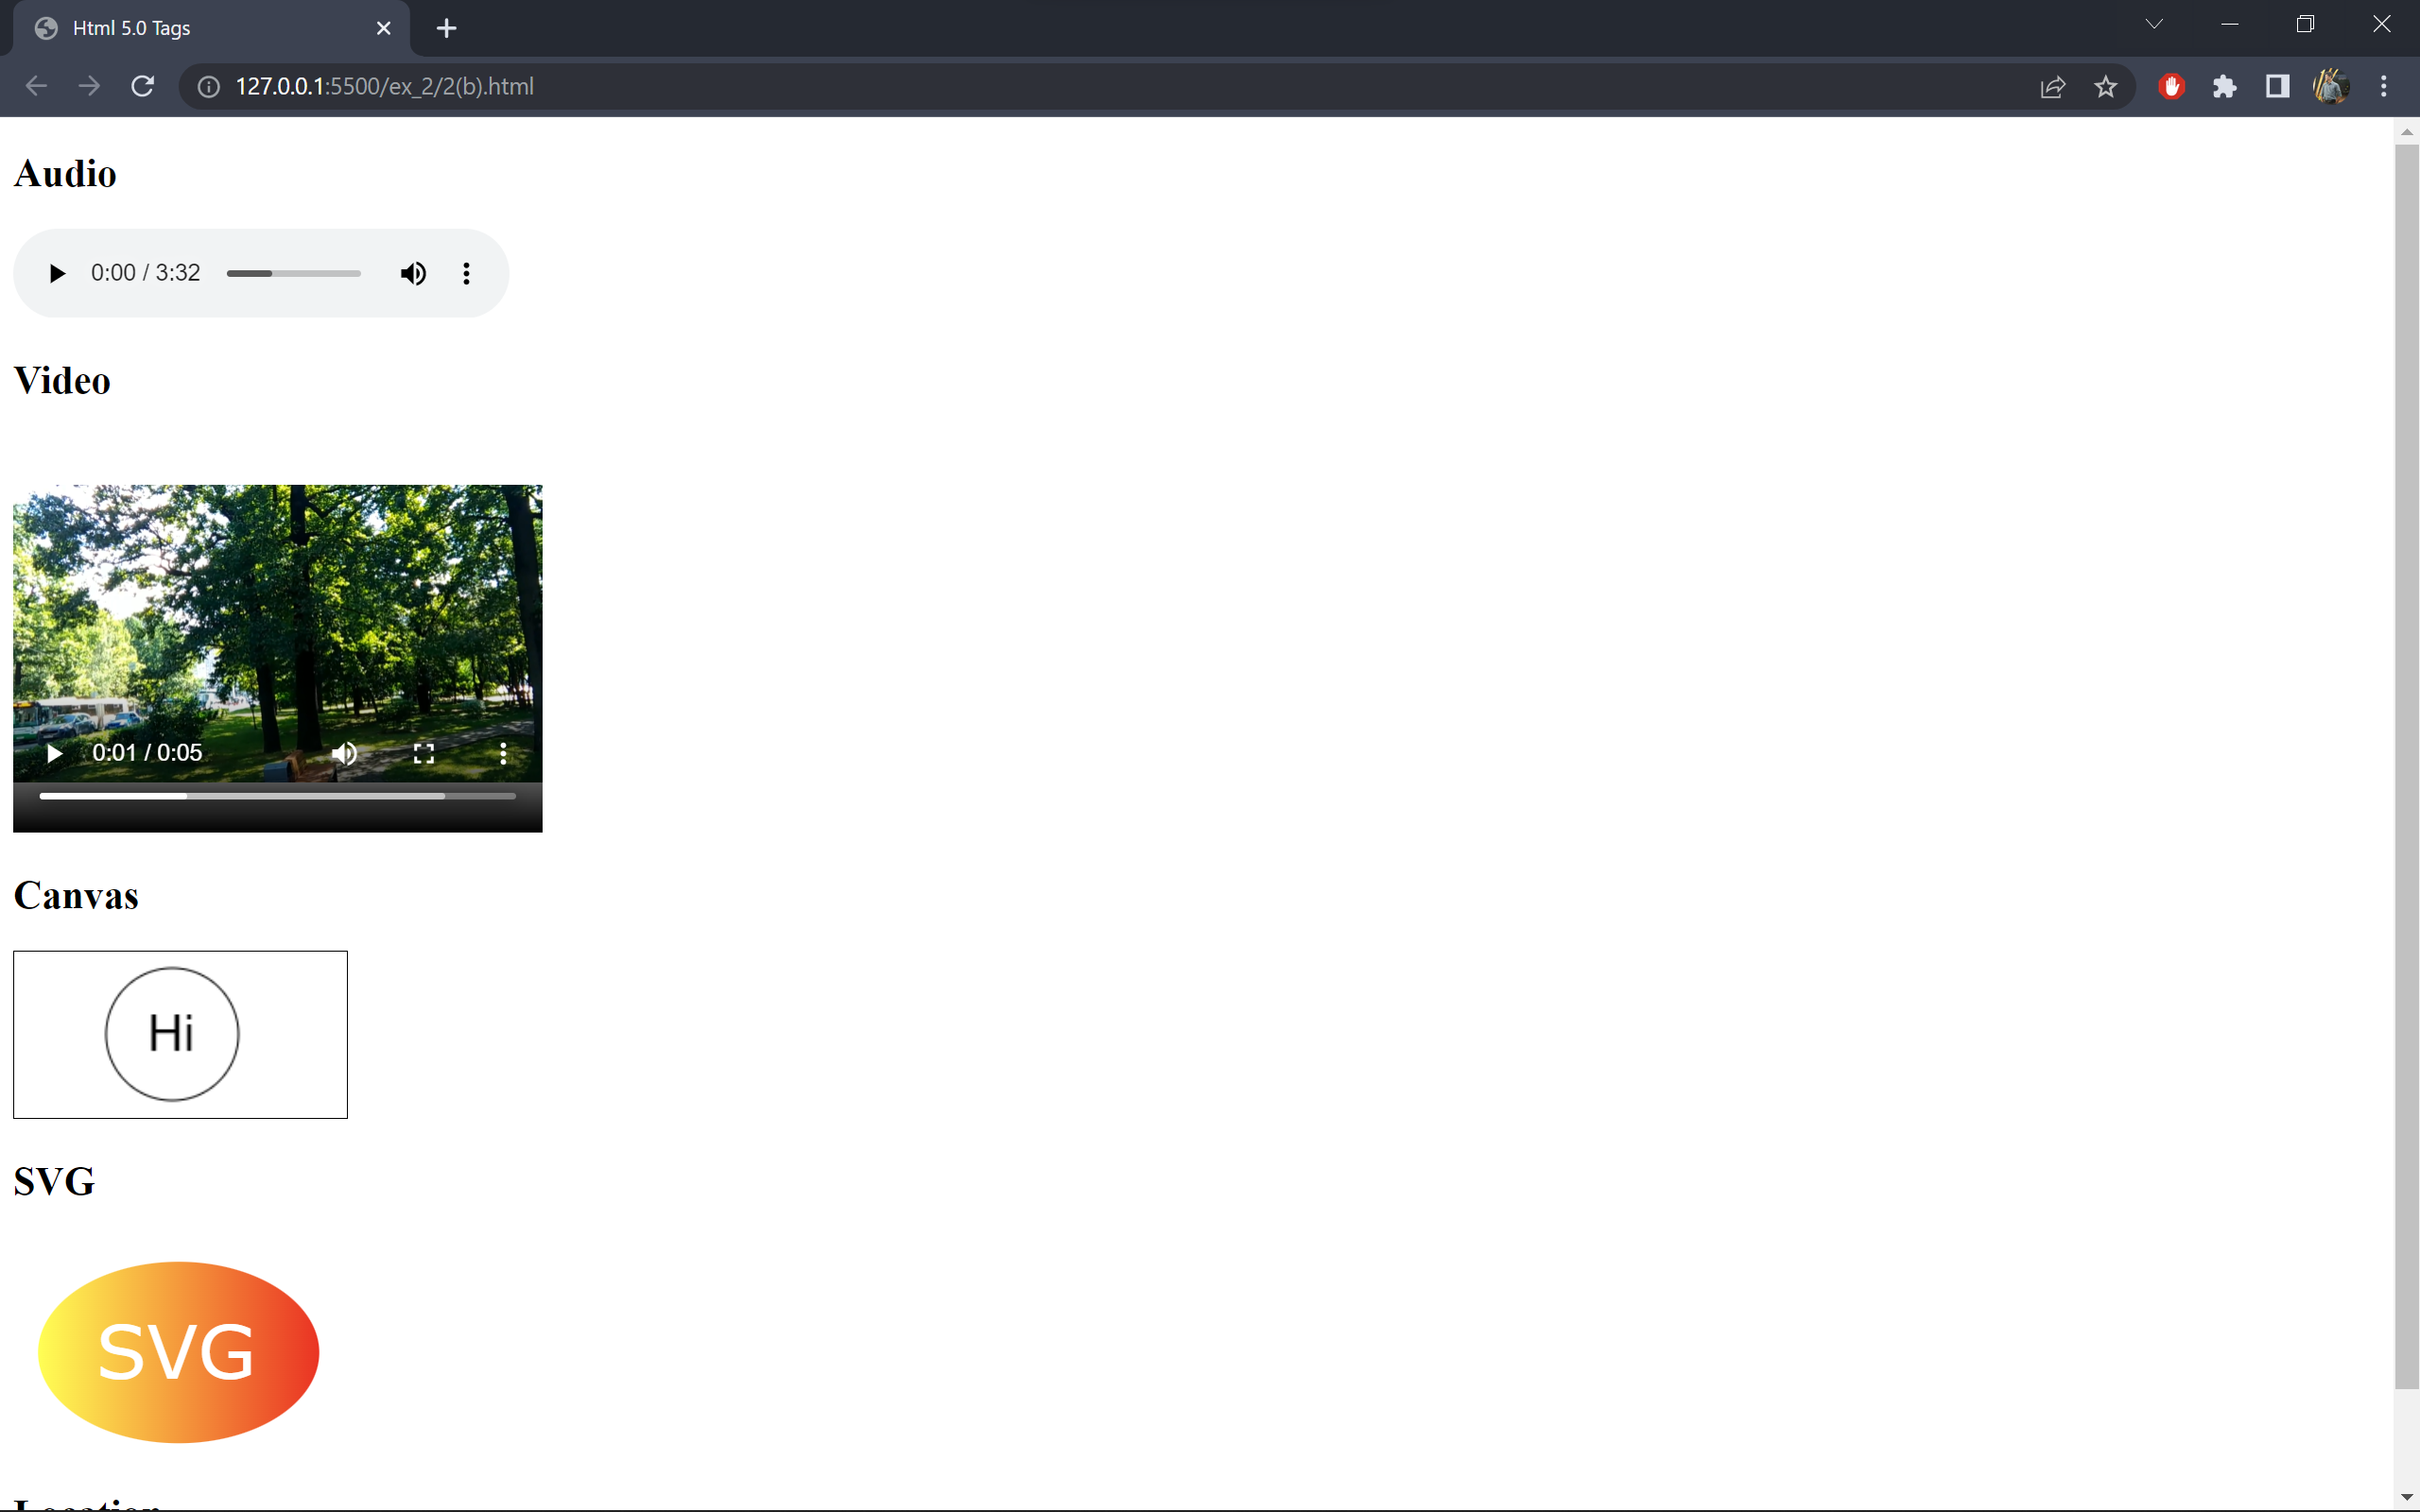 Html 5.0 Tags
127.0.0.1:5500/ex_2/2(b).html
Audio
0:00 / 3:32
Video
0:01 / 0:05
Canvas
Hi
SVG
SVG
Location